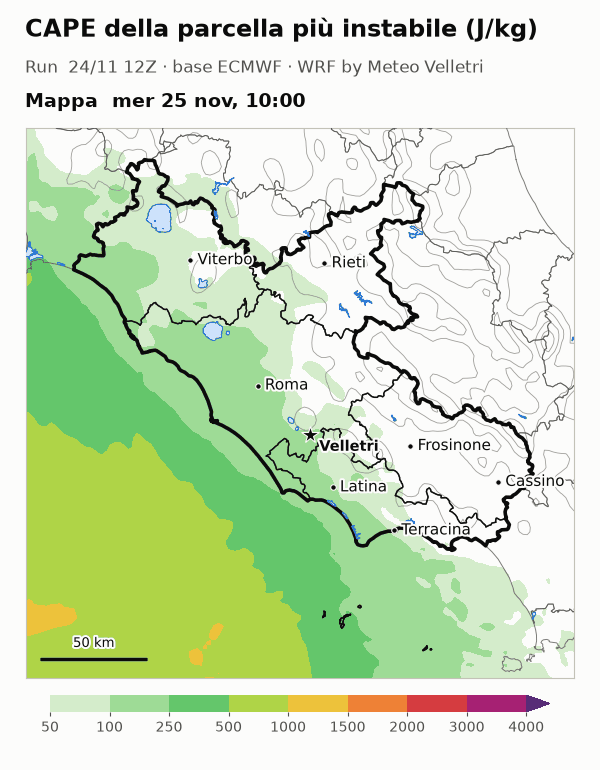 CAPE della parcella più instabile (J/kg)
Run  24/11 12Z · base ECMWF · WRF by Meteo Velletri
Mappa  mer 25 nov, 10:00
Viterbo
Rieti
Roma
Velletri
Frosinone
Latina
Cassino
Terracina
50 km
50 100 250 500 1000 1500 2000 3000 4000